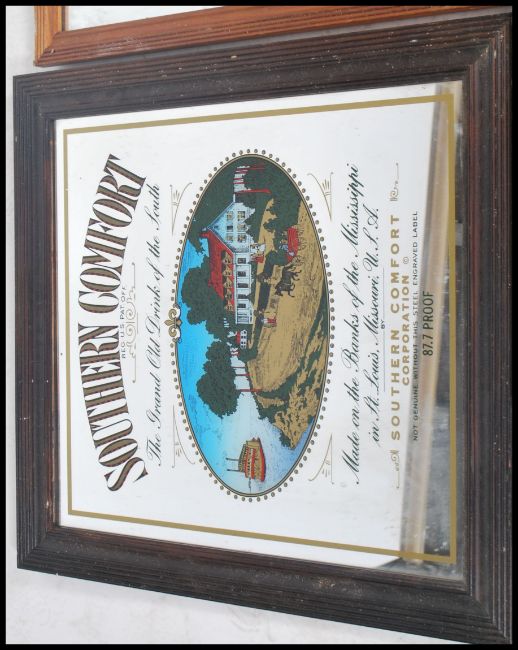 SOUTHERN COMFORT
REG. U.S. PAT. OFF.
The Grand Old Drink of the South
Made on the Banks of the Mississippi
in St. Louis, Missouri, U.S.A.
BY
SOUTHERN COMFORT
CORPORATION ©
NOT GENUINE WITHOUT THIS STEEL ENGRAVED LABEL
87.7 PROOF